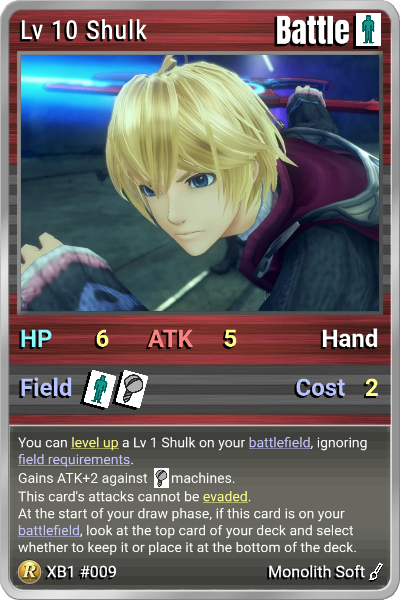 Lv 10 Shulk Battle
HP 6 ATK 5 Hand
Field Cost 2
You can level up a Lv 1 Shulk on your battlefield, ignoring
field requirements.
Gains ATK+2 against machines.
This card's attacks cannot be evaded.
At the start of your draw phase, if this card is on your
battlefield, look at the top card of your deck and select
whether to keep it or place it at the bottom of the deck.
R XB1 #009 Monolith Soft